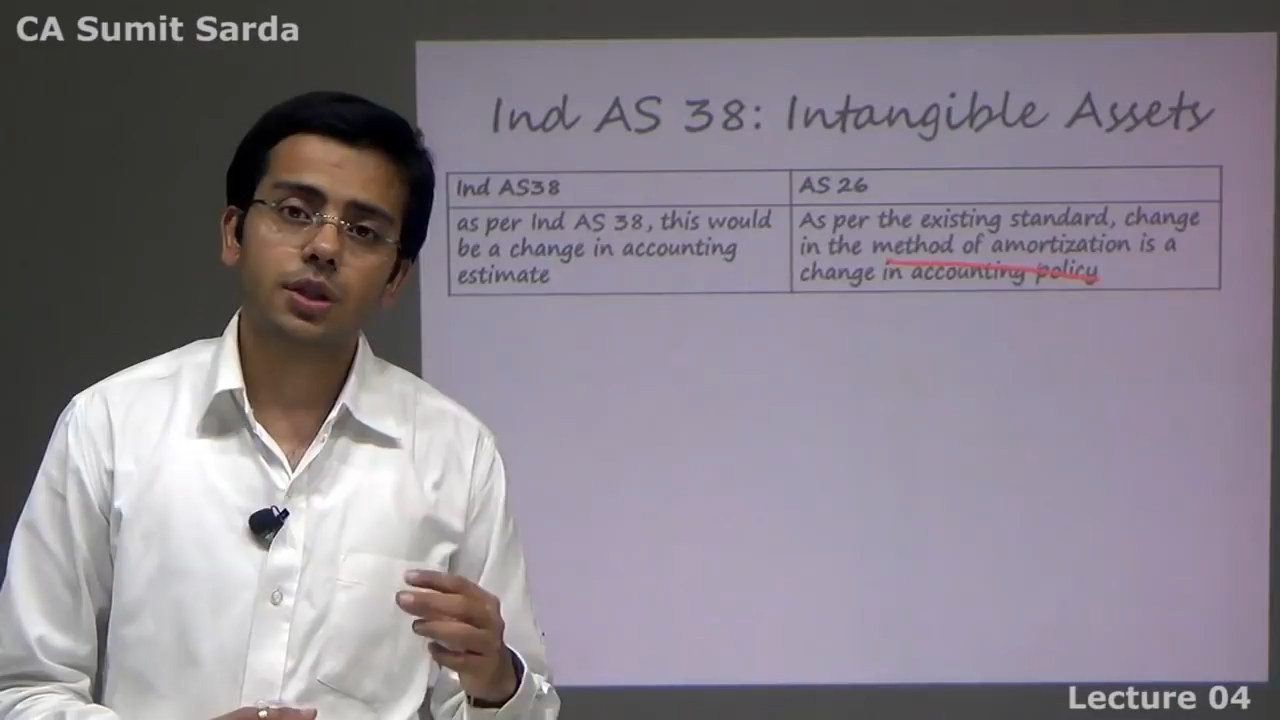 CA Sumit Sarda
Ind AS 38: Intangible Assets
Ind AS38
AS 26
as per Ind AS 38, this would
be a change in accounting
estimate
As per the existing standard, change
in the method of amortization is a
change in accounting policy
Lecture 04